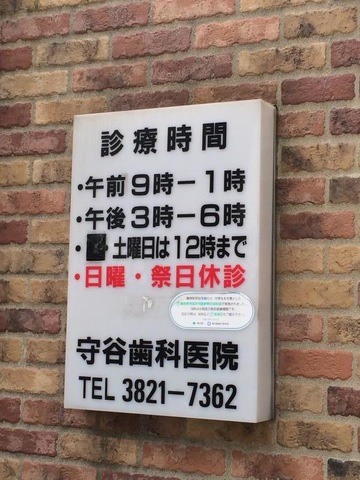 診療時間
・午前9時ー1時
・午後3時ー6時
・土曜日は12時まで
・日曜・祭日休診
守谷歯科医院
TEL 3821-7362